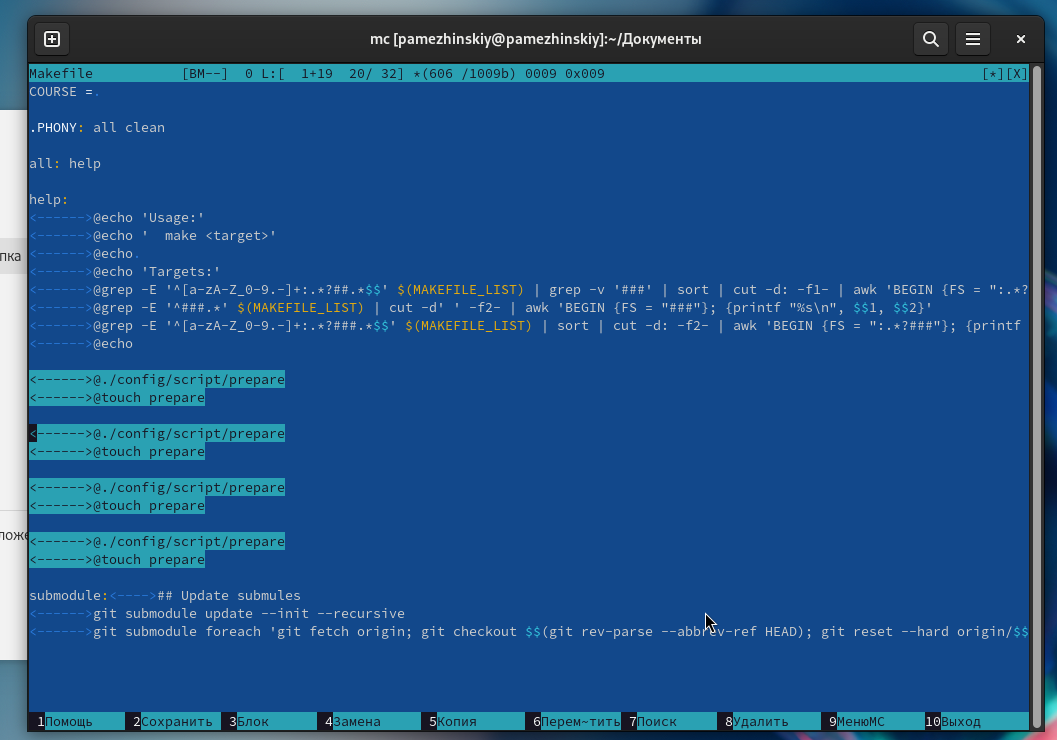 mc [pamezhinskiy@pamezhinskiy]:~/Документы
Makefile [BM--] 0 L:[ 1+19 20/ 32] *(606 /1009b) 0009 0x009 [*][X]
COURSE =.
.PHONY: all clean
all: help
help:
<------>@echo 'Usage:'
<------>@echo '  make <target>'
<------>@echo.
<------>@echo 'Targets:'
<------>@grep -E '^[a-zA-Z_0-9.-]+:.*?##.*$$' $(MAKEFILE_LIST) | grep -v '###' | sort | cut -d: -f1- | awk 'BEGIN {FS = ":.*?
<------>@grep -E '^###.*' $(MAKEFILE_LIST) | cut -d' ' -f2- | awk 'BEGIN {FS = "###"}; {printf "%s\n", $$1, $$2}'
<------>@grep -E '^[a-zA-Z_0-9.-]+:.*?###.*$$' $(MAKEFILE_LIST) | sort | cut -d: -f2- | awk 'BEGIN {FS = ":.*?###"}; {printf
<------>@echo
<------>@./config/script/prepare
<------>@touch prepare
<------>@./config/script/prepare
<------>@touch prepare
<------>@./config/script/prepare
<------>@touch prepare
<------>@./config/script/prepare
<------>@touch prepare
submodule:<---->## Update submules
<------>git submodule update --init --recursive
<------>git submodule foreach 'git fetch origin; git checkout $$(git rev-parse --abbrev-ref HEAD); git reset --hard origin/$$
1Помощь 2Сохранить 3Блок 4Замена 5Копия 6Перем~тить 7Поиск 8Удалить 9МенюMC 10Выход